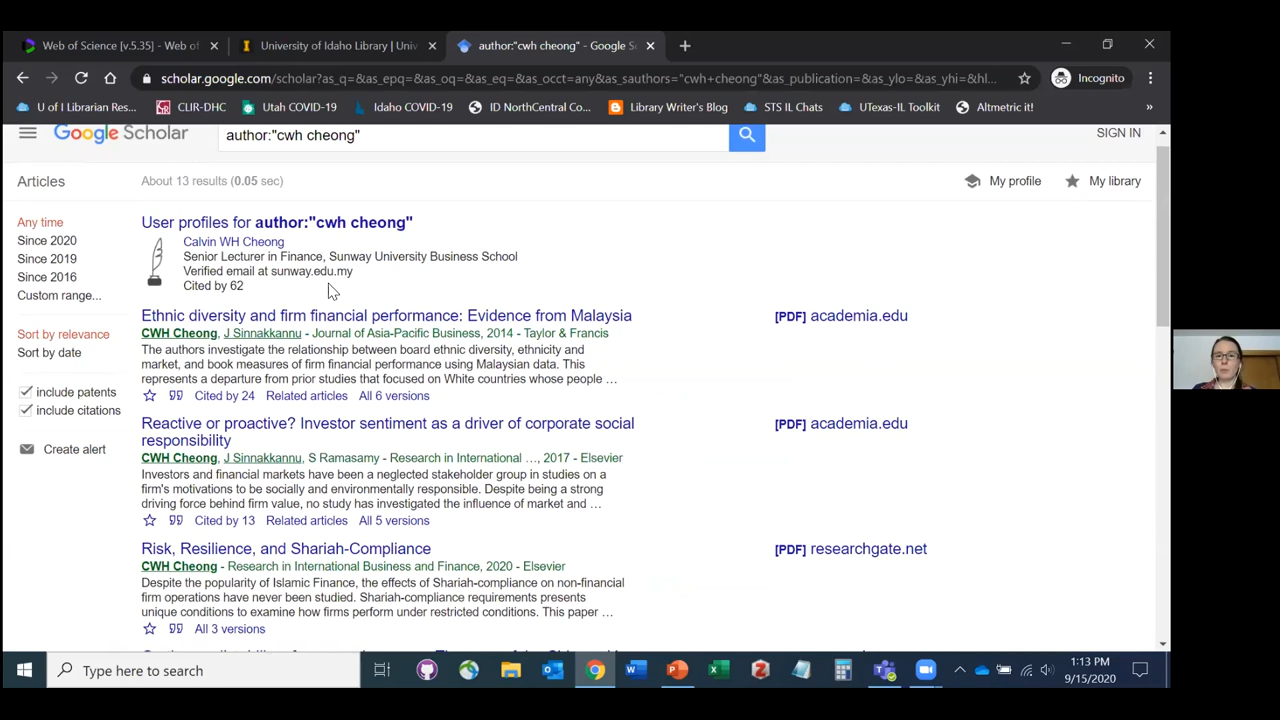 Web of Science [v.5.35] - Web of
University of Idaho Library | Univ
author:"cwh cheong" - Google Sc
scholar.google.com/scholar?as_q=&as_epq=&as_oq=&as_eq=&as_occt=any&as_sauthors="cwh+cheong"&as_publication=&as_ylo=&as_yhi=&hl...
Incognito
U of I Librarian Res...
CLIR-DHC
Utah COVID-19
Idaho COVID-19
ID NorthCentral Co...
Library Writer's Blog
STS IL Chats
UTexas-IL Toolkit
Altmetric it!
»
Google Scholar
author:"cwh cheong"
SIGN IN
Articles
About 13 results (0.05 sec)
My profile
My library
Any time
Since 2020
Since 2019
Since 2016
Custom range...
Sort by relevance
Sort by date
include patents
include citations
Create alert
User profiles for author:"cwh cheong"
Calvin WH Cheong
Senior Lecturer in Finance, Sunway University Business School
Verified email at sunway.edu.my
Cited by 62
Ethnic diversity and firm financial performance: Evidence from Malaysia
[PDF] academia.edu
CWH Cheong, J Sinnakkannu - Journal of Asia-Pacific Business, 2014 - Taylor & Francis
The authors investigate the relationship between board ethnic diversity, ethnicity and
market, and book measures of firm financial performance using Malaysian data. This
represents a departure from prior studies that focused on White countries whose people ...
Cited by 24 Related articles All 6 versions
Reactive or proactive? Investor sentiment as a driver of corporate social
responsibility
[PDF] academia.edu
CWH Cheong, J Sinnakkannu, S Ramasamy - Research in International ..., 2017 - Elsevier
Investors and financial markets have been a neglected stakeholder group in studies on a
firm's motivations to be socially and environmentally responsible. Despite being a strong
driving force behind firm value, no study has investigated the influence of market and ...
Cited by 13 Related articles All 5 versions
Risk, Resilience, and Shariah-Compliance
[PDF] researchgate.net
CWH Cheong - Research in International Business and Finance, 2020 - Elsevier
Despite the popularity of Islamic Finance, the effects of Shariah-compliance on non-financial
firm operations have never been studied. Shariah-compliance requirements presents
unique conditions to examine how firms perform under restricted conditions. This paper ...
All 3 versions
Type here to search
1:13 PM
9/15/2020